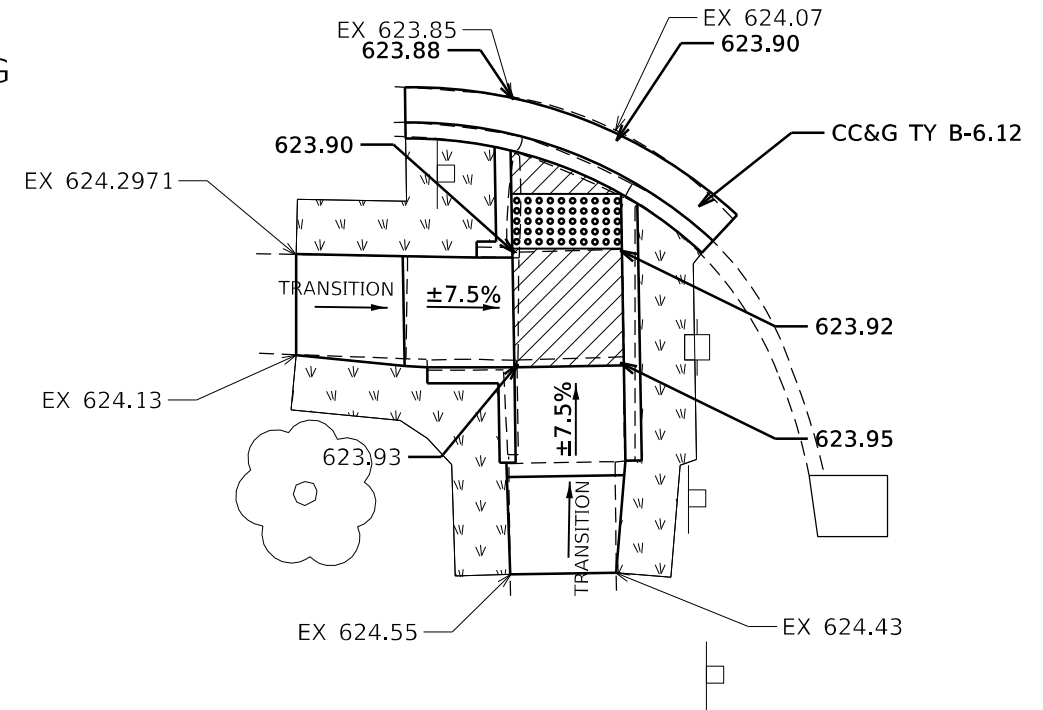 EX 624.07
EX 623.85
623.88
623.90
G
CC&G TY B-6.12
623.90
EX 624.2971
TRANSITION
±7.5%
623.92
EX 624.13
±7.5%
623.95
623.93
TRANSITION
EX 624.55
EX 624.43